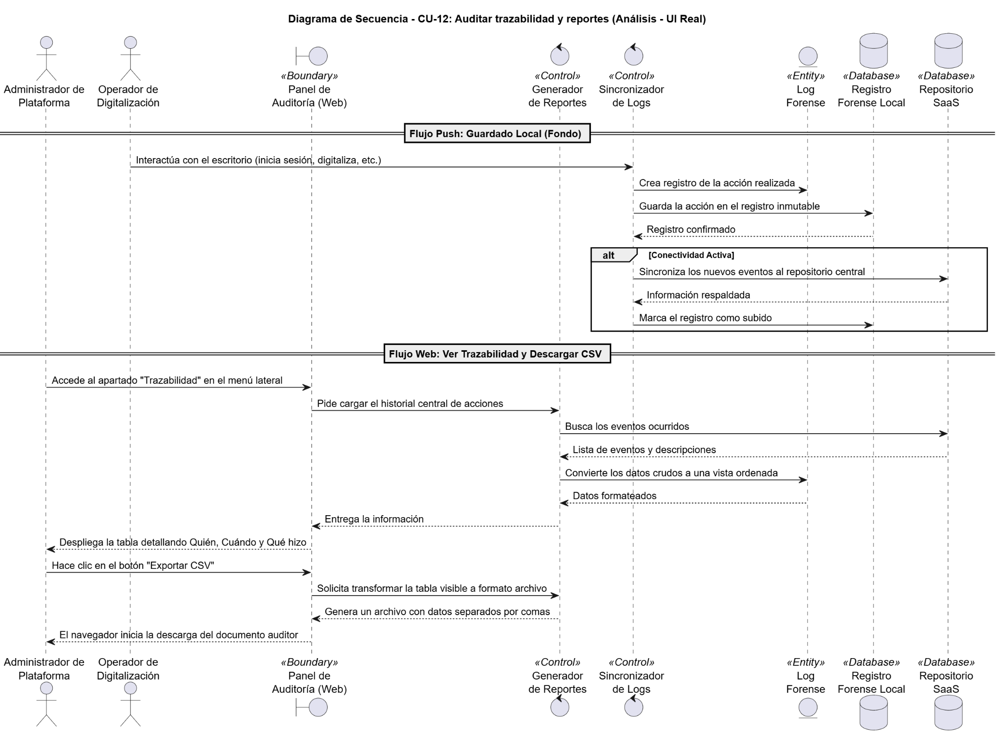 Diagrama de Secuencia - CU-12: Auditar trazabilidad y reportes (Análisis - UI Real)
Administrador de
Plataforma
Operador de
Digitalización
«Boundary»
Panel de
Auditoría (Web)
«Control»
Generador
de Reportes
«Control»
Sincronizador
de Logs
«Entity»
Log
Forense
«Database»
Registro
Forense Local
«Database»
Repositorio
SaaS
Flujo Push: Guardado Local (Fondo)
Interactúa con el escritorio (inicia sesión, digitaliza, etc.)
Crea registro de la acción realizada
Guarda la acción en el registro inmutable
Registro confirmado
alt
[Conectividad Activa]
Sincroniza los nuevos eventos al repositorio central
Información respaldada
Marca el registro como subido
Flujo Web: Ver Trazabilidad y Descargar CSV
Accede al apartado "Trazabilidad" en el menú lateral
Pide cargar el historial central de acciones
Busca los eventos ocurridos
Lista de eventos y descripciones
Convierte los datos crudos a una vista ordenada
Datos formateados
Entrega la información
Despliega la tabla detallando Quién, Cuándo y Qué hizo
Hace clic en el botón "Exportar CSV"
Solicita transformar la tabla visible a formato archivo
Genera un archivo con datos separados por comas
El navegador inicia la descarga del documento auditor
Administrador de
Plataforma
Operador de
Digitalización
«Boundary»
Panel de
Auditoría (Web)
«Control»
Generador
de Reportes
«Control»
Sincronizador
de Logs
«Entity»
Log
Forense
«Database»
Registro
Forense Local
«Database»
Repositorio
SaaS